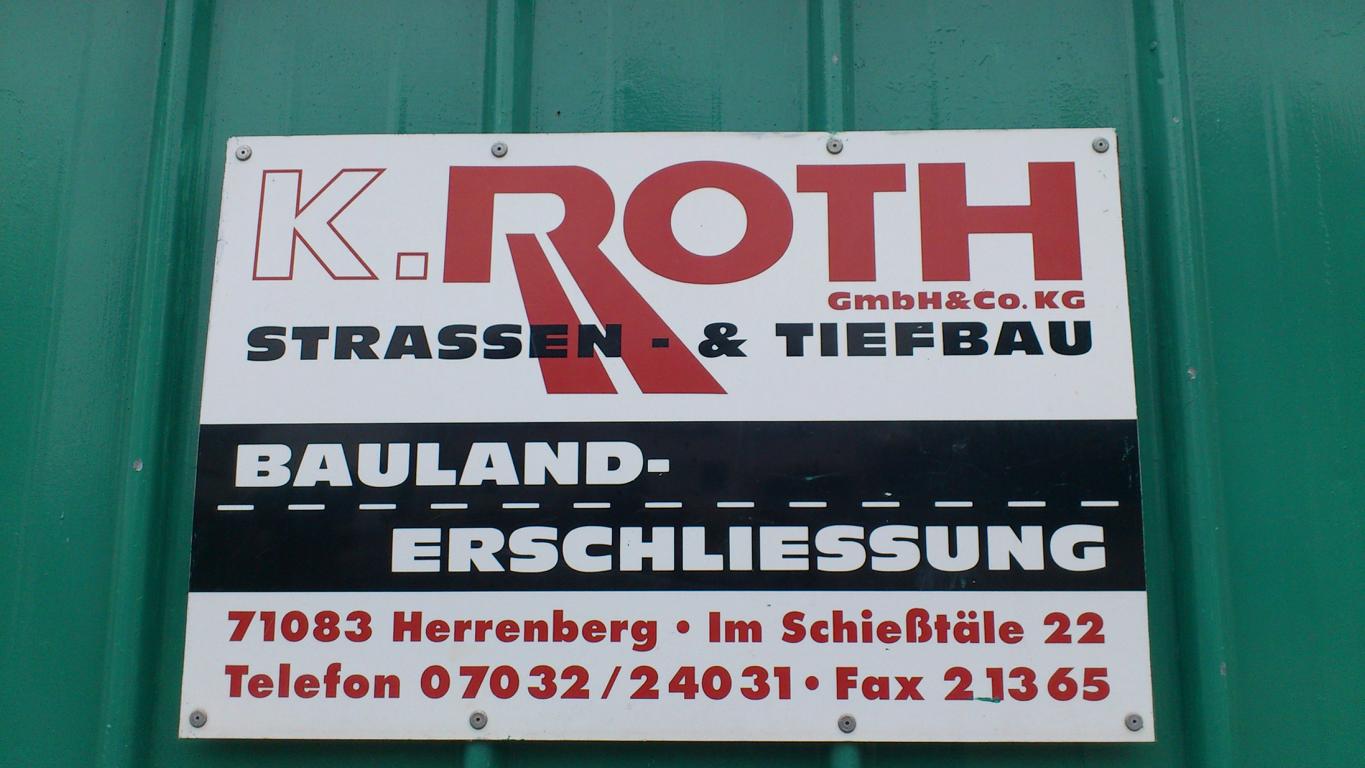 K. ROTH
GmbH&Co. KG
STRASSEN - & TIEFBAU
BAULAND-
ERSCHLIESSUNG
71083 Herrenberg • Im Schießtäle 22
Telefon 07032/24031 • Fax 21365